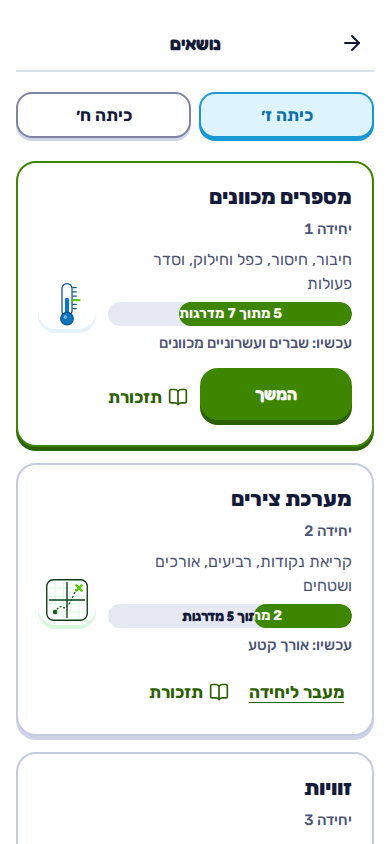 נושאים
כיתה ז׳
כיתה ח׳
מספרים מכוונים
יחידה 1
חיבור, חיסור, כפל וחילוק, וסדר
פעולות
5 מתוך 7 מדרגות
עכשיו: שברים ועשרוניים מכוונים
המשך
תזכורת
מערכת צירים
יחידה 2
קריאת נקודות, רביעים, אורכים
ושטחים
2 מתוך 5 מדרגות
עכשיו: אורך קטע
מעבר ליחידה
תזכורת
זוויות
יחידה 3